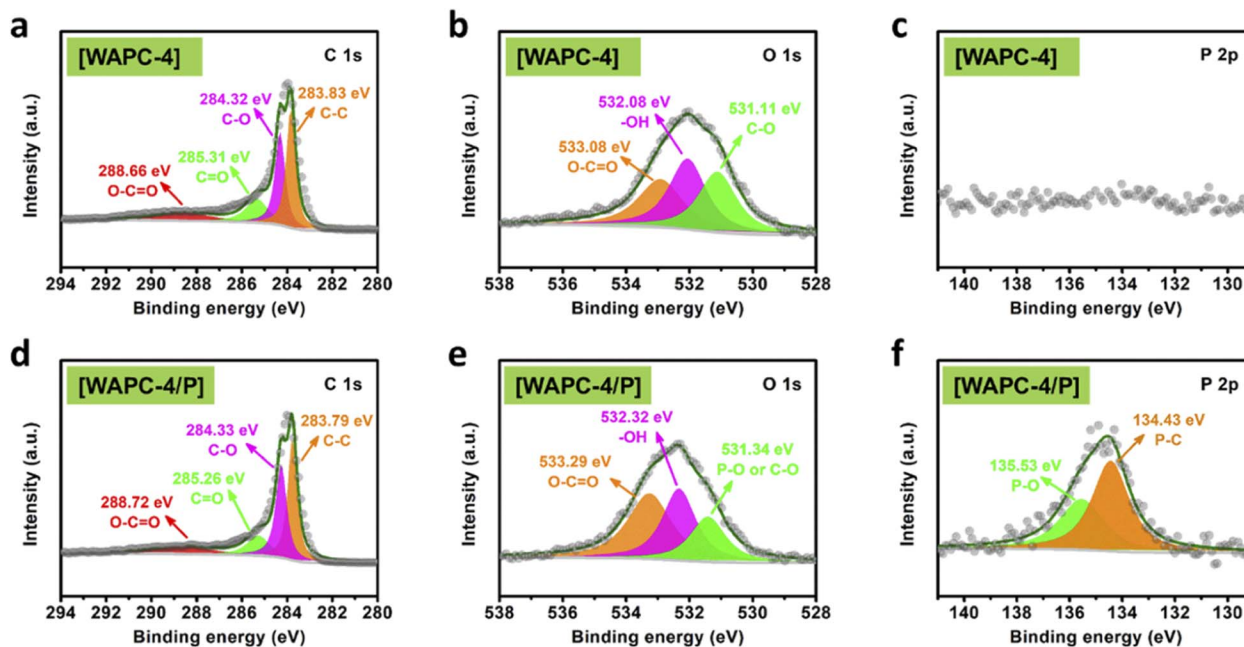 a
[WAPC-4]
C 1s
284.32 eV
C-O
283.83 eV
C-C
285.31 eV
C=O
288.66 eV
O-C=O
Intensity (a.u.)
294 292 290 288 286 284 282 280
Binding energy (eV)
b
[WAPC-4]
O 1s
532.08 eV
-OH
531.11 eV
C-O
533.08 eV
O-C=O
Intensity (a.u.)
538 536 534 532 530 528
Binding energy (eV)
c
[WAPC-4]
P 2p
Intensity (a.u.)
140 138 136 134 132 130
Binding energy (eV)
d
[WAPC-4/P]
C 1s
284.33 eV
C-O
283.79 eV
C-C
285.26 eV
C=O
288.72 eV
O-C=O
Intensity (a.u.)
294 292 290 288 286 284 282 280
Binding energy (eV)
e
[WAPC-4/P]
O 1s
532.32 eV
-OH
531.34 eV
P-O or C-O
533.29 eV
O-C=O
Intensity (a.u.)
538 536 534 532 530 528
Binding energy (eV)
f
[WAPC-4/P]
P 2p
134.43 eV
P-C
135.53 eV
P-O
Intensity (a.u.)
140 138 136 134 132 130
Binding energy (eV)